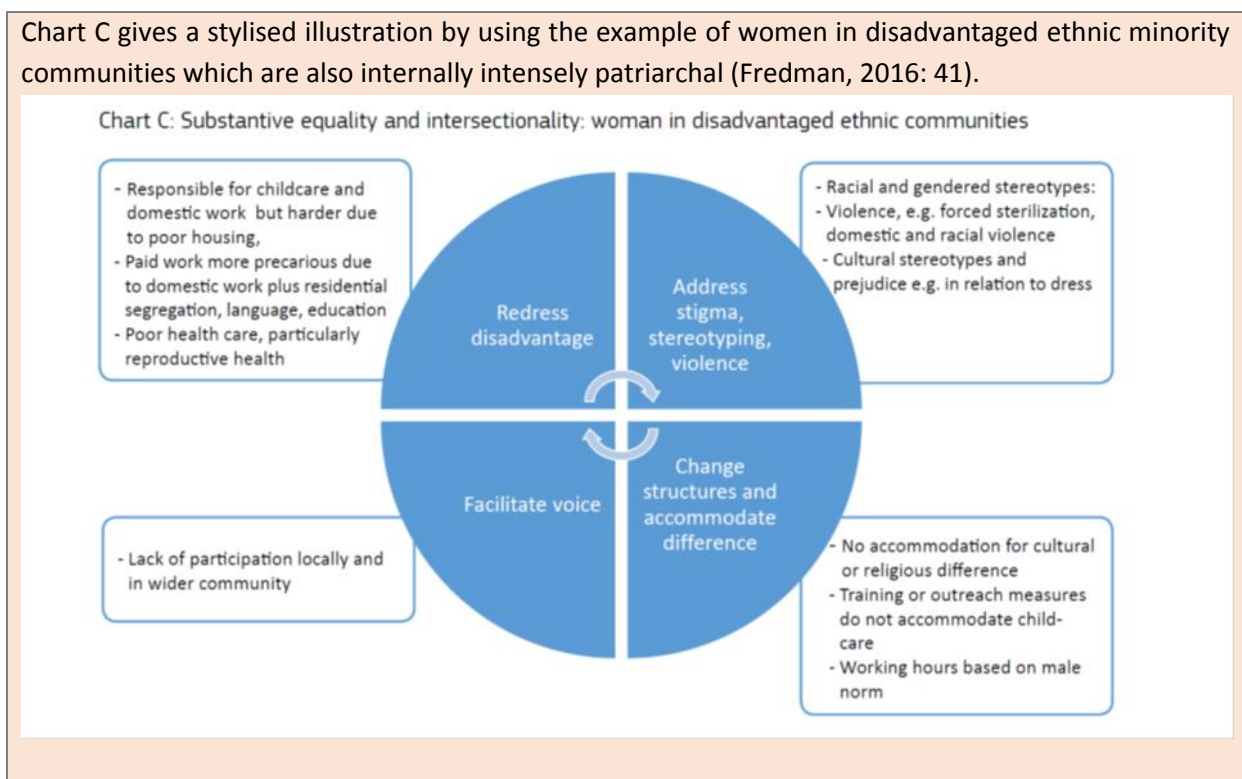 Chart C gives a stylised illustration by using the example of women in disadvantaged ethnic minority
communities which are also internally intensely patriarchal (Fredman, 2016: 41).
Chart C: Substantive equality and intersectionality: woman in disadvantaged ethnic communities
- Responsible for childcare and
domestic work but harder due
to poor housing,
- Paid work more precarious due
to domestic work plus residential
segregation, language, education
- Poor health care, particularly
reproductive health
Redress
disadvantage
Address
stigma,
stereotyping,
violence
- Racial and gendered stereotypes:
- Violence, e.g. forced sterilization,
domestic and racial violence
- Cultural stereotypes and
prejudice e.g. in relation to dress
- Lack of participation locally and
in wider community
Facilitate voice
Change
structures and
accommodate
difference
- No accommodation for cultural
or religious difference
- Training or outreach measures
do not accommodate child-
care
- Working hours based on male
norm